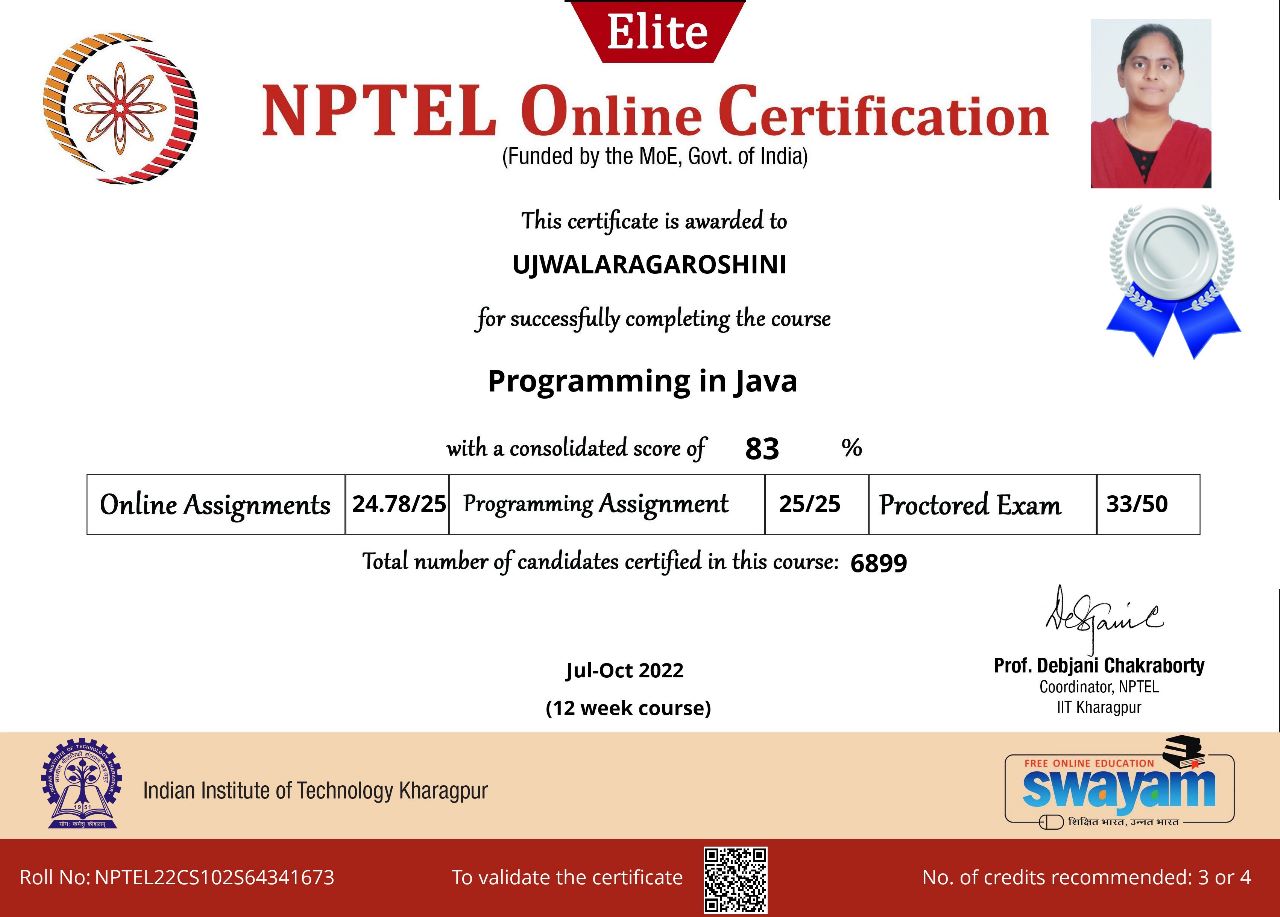 Elite
NPTEL Online Certification
(Funded by the MoE, Govt. of India)
This certificate is awarded to
UJWALARAGAROSHINI
for successfully completing the course
Programming in Java
with a consolidated score of 83 %
Online Assignments 24.78/25 Programming Assignment 25/25 Proctored Exam 33/50
Total number of candidates certified in this course: 6899
Prof. Debjani Chakraborty
Jul-Oct 2022
Coordinator, NPTEL
(12 week course)
IIT Kharagpur
1951
Indian Institute of Technology Kharagpur
FREE ONLINE EDUCATION
swayam
शिक्षित भारत, उन्नत भारत
Roll No: NPTEL22CS102S64341673 To validate the certificate No. of credits recommended: 3 or 4